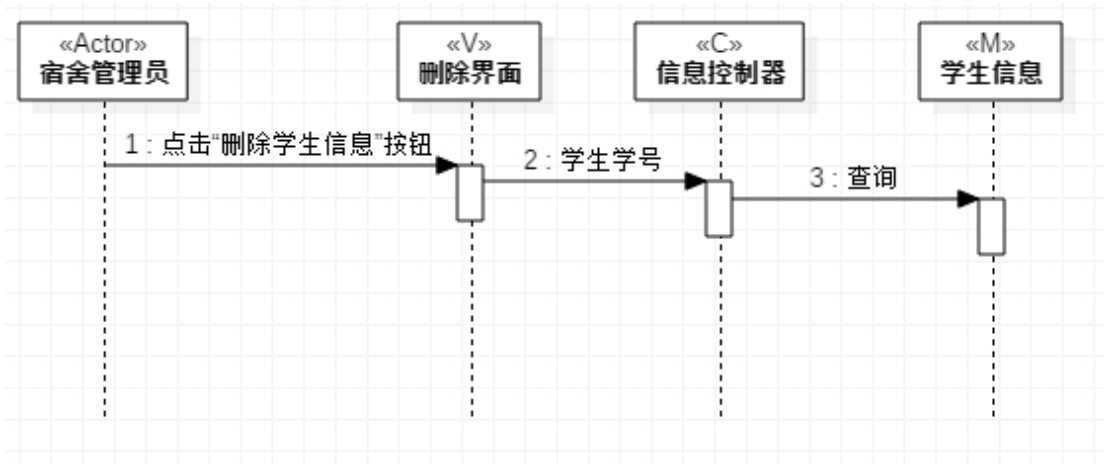 «Actor»
宿舍管理员
«V»
删除界面
«C»
信息控制器
«M»
学生信息
1 : 点击“删除学生信息”按钮
2 : 学生学号
3 : 查询